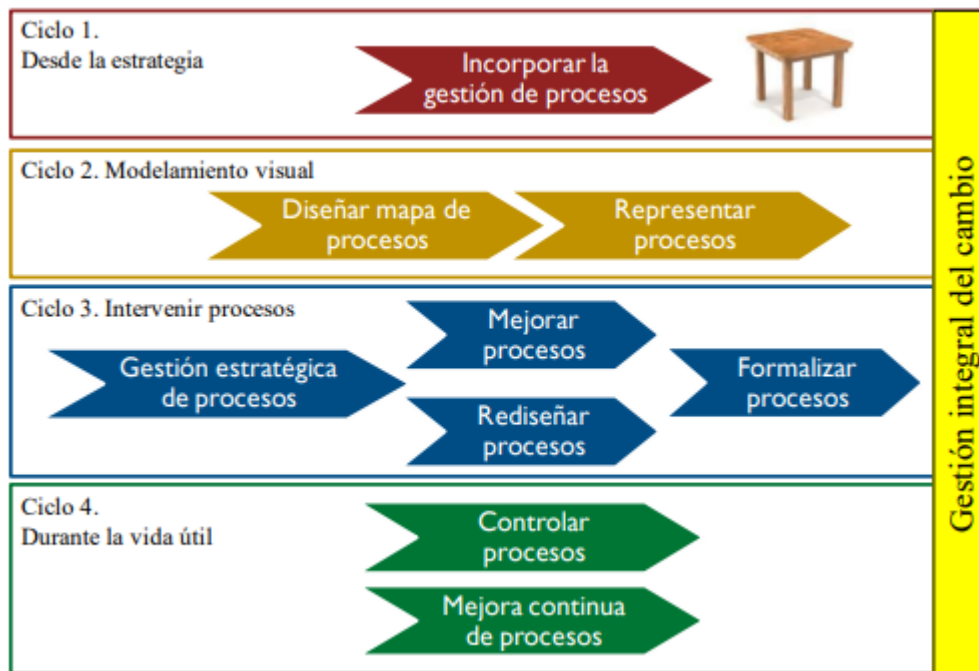 Ciclo 1.
Desde la estrategia
Incorporar la
gestión de procesos
Ciclo 2. Modelamiento visual
Diseñar mapa de
procesos
Representar
procesos
Ciclo 3. Intervenir procesos
Gestión estratégica
de procesos
Mejorar
procesos
Rediseñar
procesos
Formalizar
procesos
Ciclo 4.
Durante la vida útil
Controlar
procesos
Mejora continua
de procesos
Gestión integral del cambio